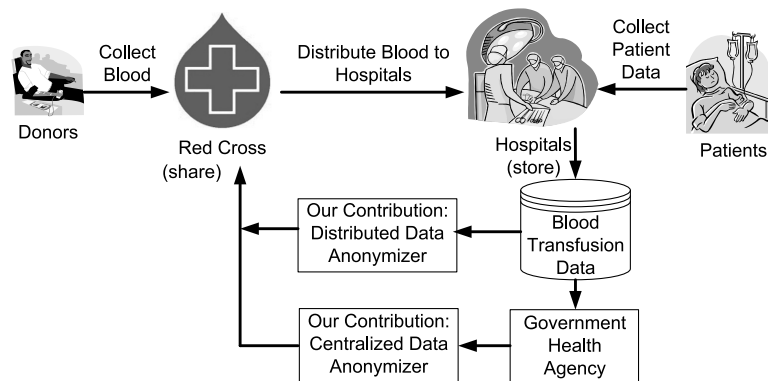 Collect
Blood
Distribute Blood to
Hospitals
Collect
Patient
Data
Donors
Red Cross
(share)
Hospitals
(store)
Patients
Our Contribution:
Distributed Data
Anonymizer
Blood
Transfusion
Data
Our Contribution:
Centralized Data
Anonymizer
Government
Health
Agency